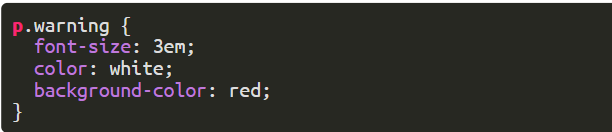 p.warning {
  font-size: 3em;
  color: white;
  background-color: red;
}